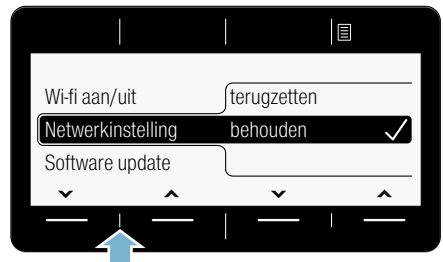 Wi-fi aan/uit terugzetten
Netwerkinstelling behouden
Software update